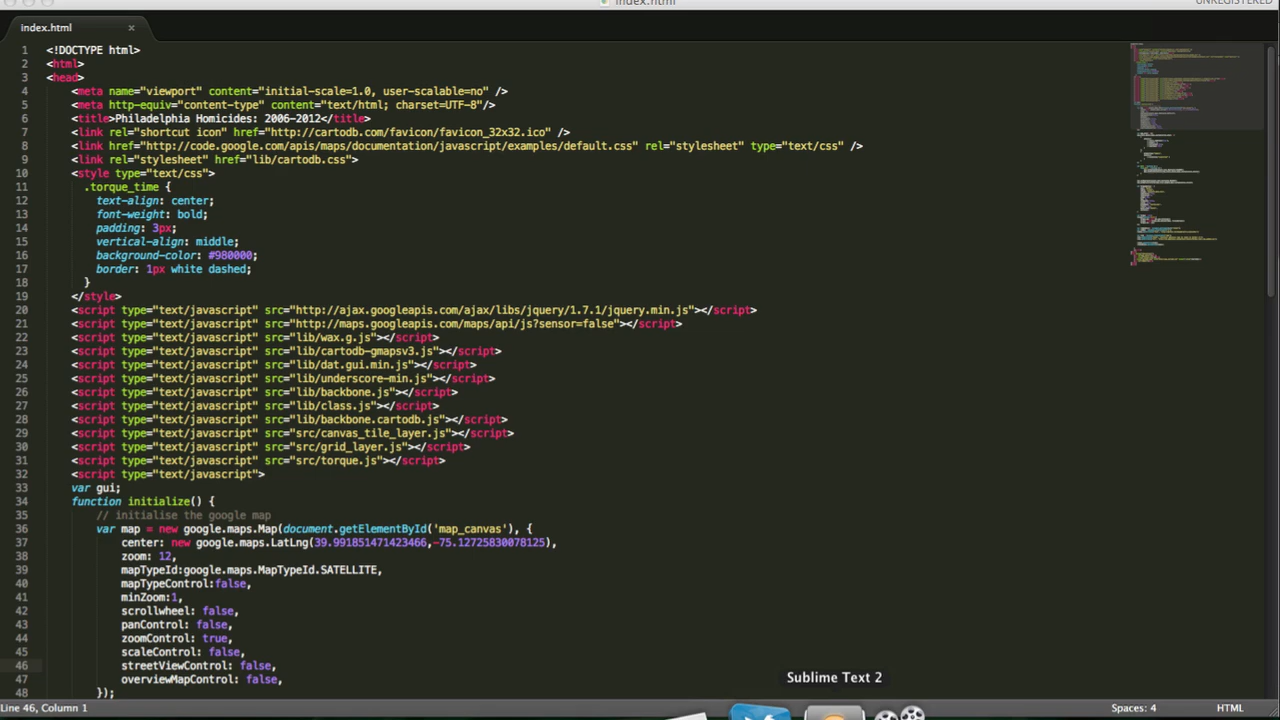 index.html
UNREGISTERED
index.html ×
1 <!DOCTYPE html>
2 <html>
3 <head>
4 <meta name="viewport" content="initial-scale=1.0, user-scalable=no" />
5 <meta http-equiv="content-type" content="text/html; charset=UTF-8"/>
6 <title>Philadelphia Homicides: 2006-2012</title>
7 <link rel="shortcut icon" href="http://cartodb.com/favicon/favicon_32x32.ico" />
8 <link href="http://code.google.com/apis/maps/documentation/javascript/examples/default.css" rel="stylesheet" type="text/css" />
9 <link rel="stylesheet" href="lib/cartodb.css">
10 <style type="text/css">
11 .torque_time {
12 text-align: center;
13 font-weight: bold;
14 padding: 3px;
15 vertical-align: middle;
16 background-color: #980000;
17 border: 1px white dashed;
18 }
19 </style>
20 <script type="text/javascript" src="http://ajax.googleapis.com/ajax/libs/jquery/1.7.1/jquery.min.js"></script>
21 <script type="text/javascript" src="http://maps.googleapis.com/maps/api/js?sensor=false"></script>
22 <script type="text/javascript" src="lib/wax.g.js"></script>
23 <script type="text/javascript" src="lib/cartodb-gmapsv3.js"></script>
24 <script type="text/javascript" src="lib/dat.gui.min.js"></script>
25 <script type="text/javascript" src="lib/underscore-min.js"></script>
26 <script type="text/javascript" src="lib/backbone.js"></script>
27 <script type="text/javascript" src="lib/class.js"></script>
28 <script type="text/javascript" src="lib/backbone.cartodb.js"></script>
29 <script type="text/javascript" src="src/canvas_tile_layer.js"></script>
30 <script type="text/javascript" src="src/grid_layer.js"></script>
31 <script type="text/javascript" src="src/torque.js"></script>
32 <script type="text/javascript">
33 var gui;
34 function initialize() {
35 // initialise the google map
36 var map = new google.maps.Map(document.getElementById('map_canvas'), {
37 center: new google.maps.LatLng(39.991851471423466,-75.12725830078125),
38 zoom: 12,
39 mapTypeId:google.maps.MapTypeId.SATELLITE,
40 mapTypeControl:false,
41 minZoom:1,
42 scrollwheel: false,
43 panControl: false,
44 zoomControl: true,
45 scaleControl: false,
46 streetViewControl: false,
47 overviewMapControl: false,
48 });
Sublime Text 2
Line 46, Column 1
Spaces: 4
HTML